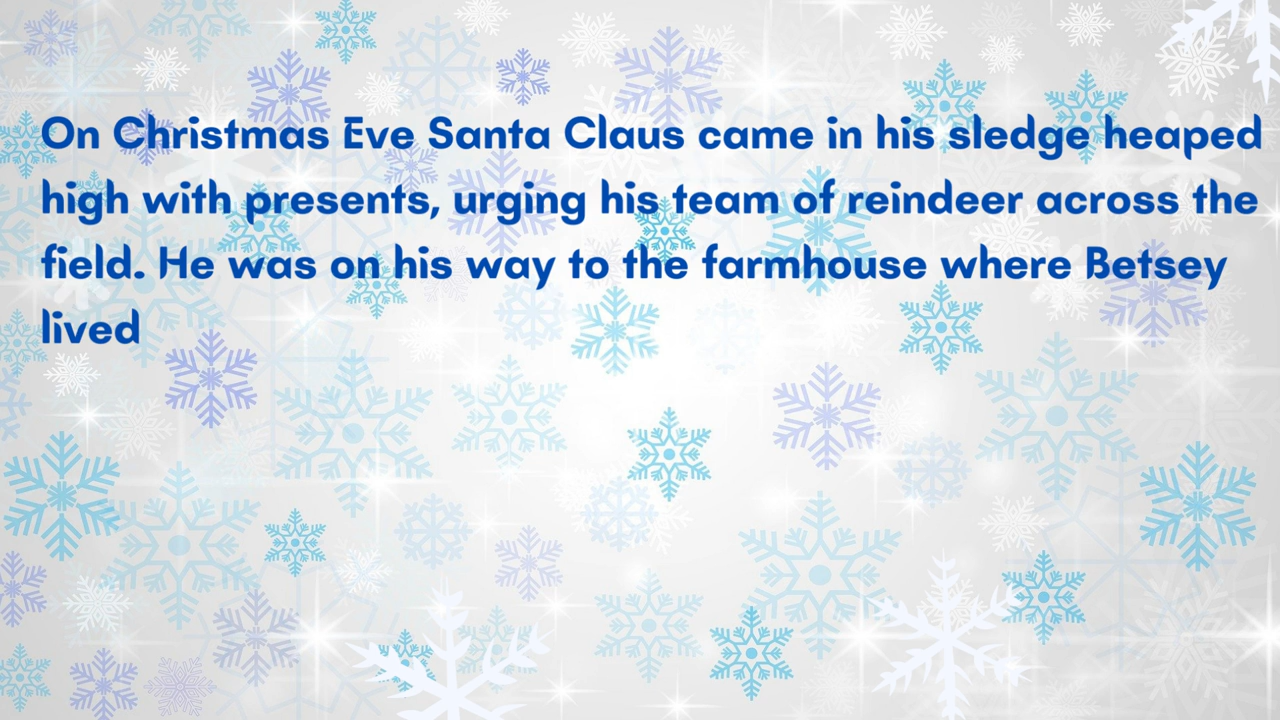 On Christmas Eve Santa Claus came in his sledge heaped
high with presents, urging his team of reindeer across the
field. He was on his way to the farmhouse where Betsey
lived